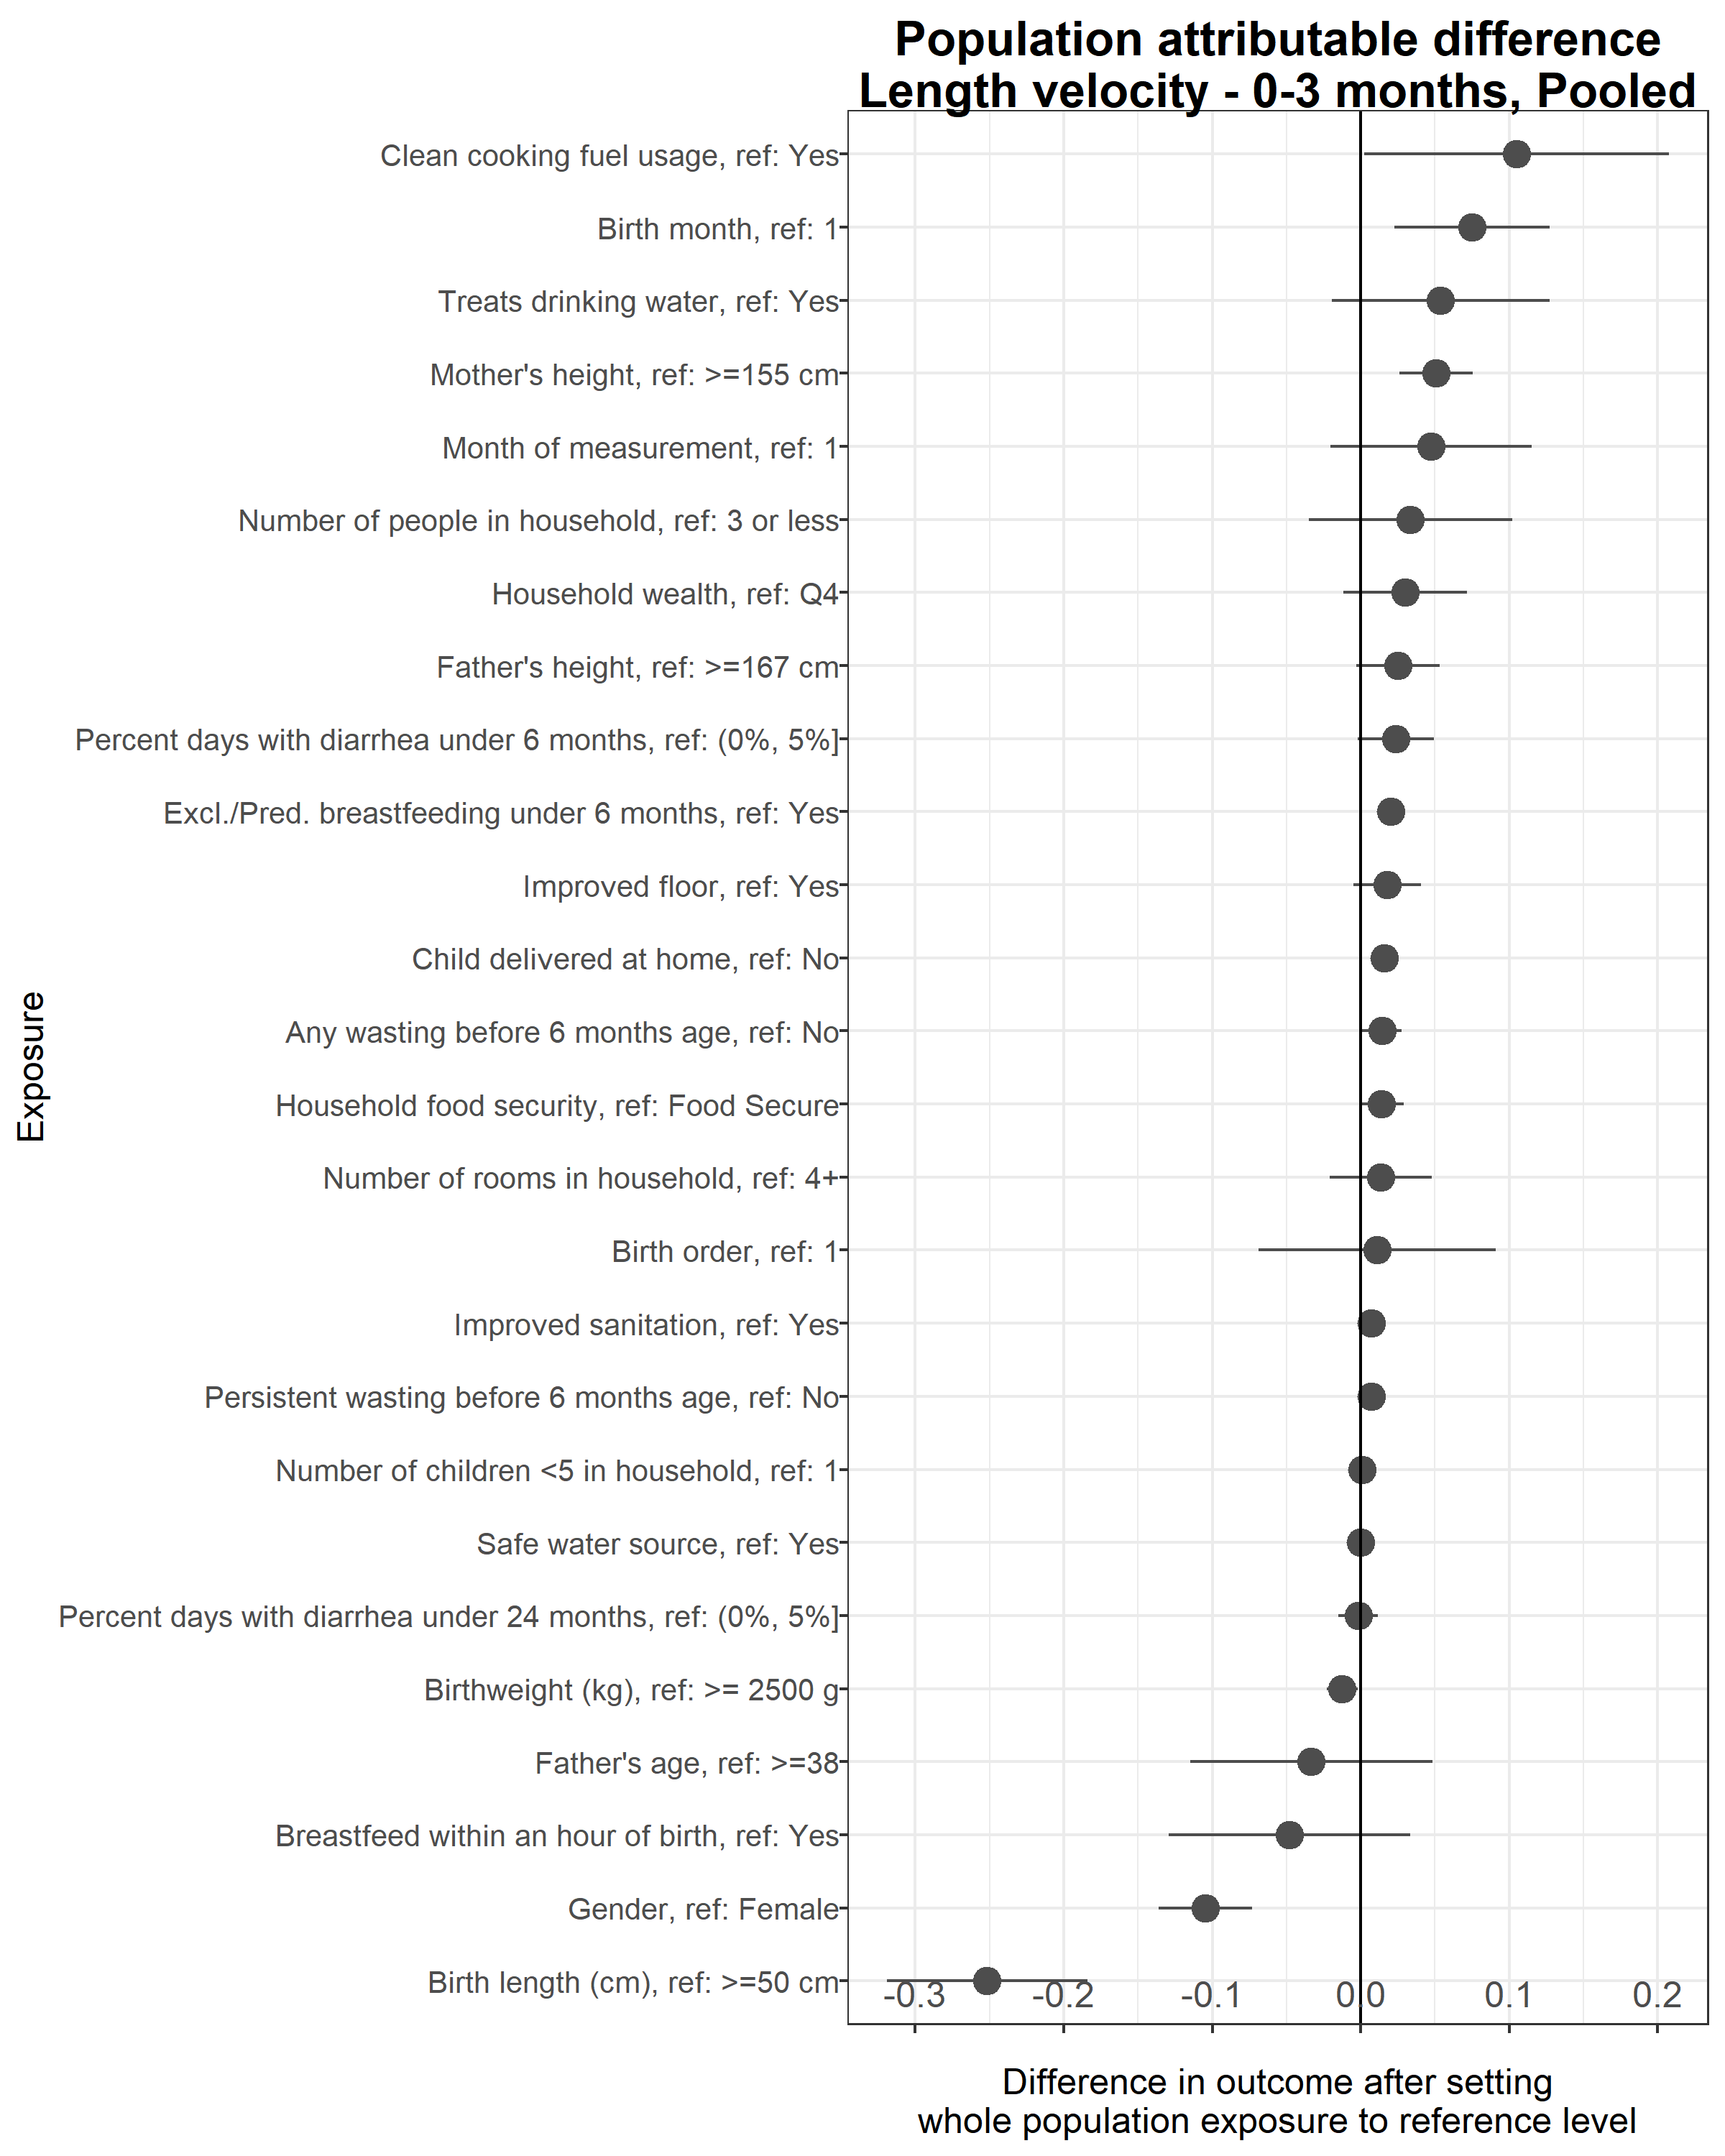 Population attributable difference
Length velocity - 0-3 months, Pooled
Clean cooking fuel usage, ref: Yes
Birth month, ref: 1
Treats drinking water, ref: Yes
Mother's height, ref: >=155 cm
Month of measurement, ref: 1
Number of people in household, ref: 3 or less
Household wealth, ref: Q4
Father's height, ref: >=167 cm
Percent days with diarrhea under 6 months, ref: (0%, 5%]
Excl./Pred. breastfeeding under 6 months, ref: Yes
Improved floor, ref: Yes
Child delivered at home, ref: No
Any wasting before 6 months age, ref: No
Household food security, ref: Food Secure
Number of rooms in household, ref: 4+
Birth order, ref: 1
Improved sanitation, ref: Yes
Persistent wasting before 6 months age, ref: No
Number of children <5 in household, ref: 1
Safe water source, ref: Yes
Percent days with diarrhea under 24 months, ref: (0%, 5%]
Birthweight (kg), ref: >= 2500 g
Father's age, ref: >=38
Breastfeed within an hour of birth, ref: Yes
Gender, ref: Female
Birth length (cm), ref: >=50 cm
Exposure
-0.3 -0.2 -0.1 0.0 0.1 0.2
Difference in outcome after setting
whole population exposure to reference level